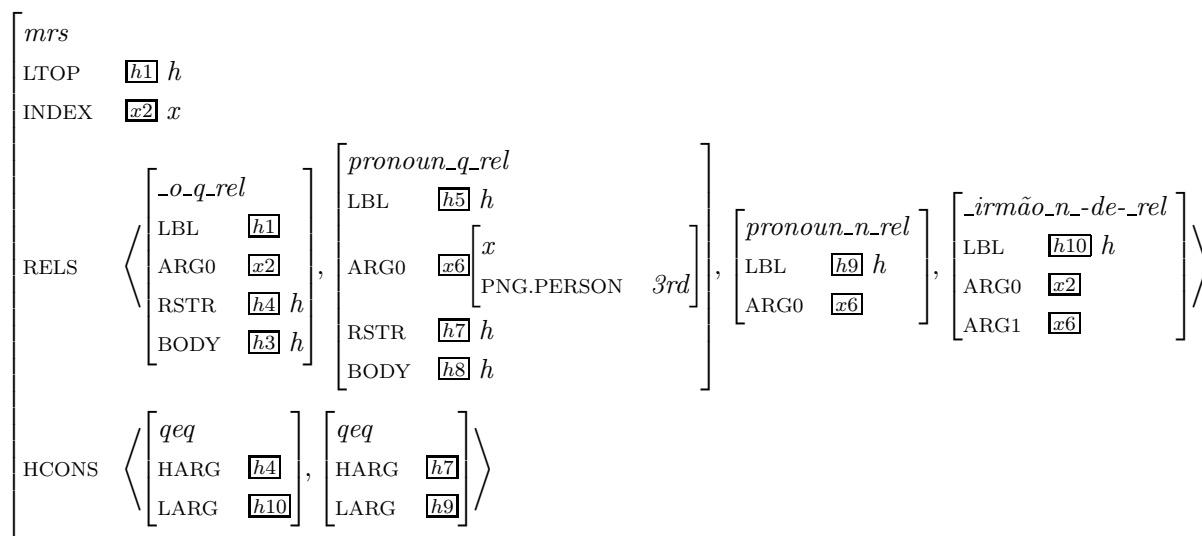 mrs
LTOP h1 h
INDEX x2 x
RELS
_o_q_rel
LBL h1
ARG0 x2
RSTR h4 h
BODY h3 h
,
pronoun_q_rel
LBL h5 h
ARG0 x6
x
PNG.PERSON 3rd
RSTR h7 h
BODY h8 h
,
pronoun_n_rel
LBL h9 h
ARG0 x6
,
_irmão_n_-de-_rel
LBL h10 h
ARG0 x2
ARG1 x6
HCONS
qeq
HARG h4
LARG h10
,
qeq
HARG h7
LARG h9